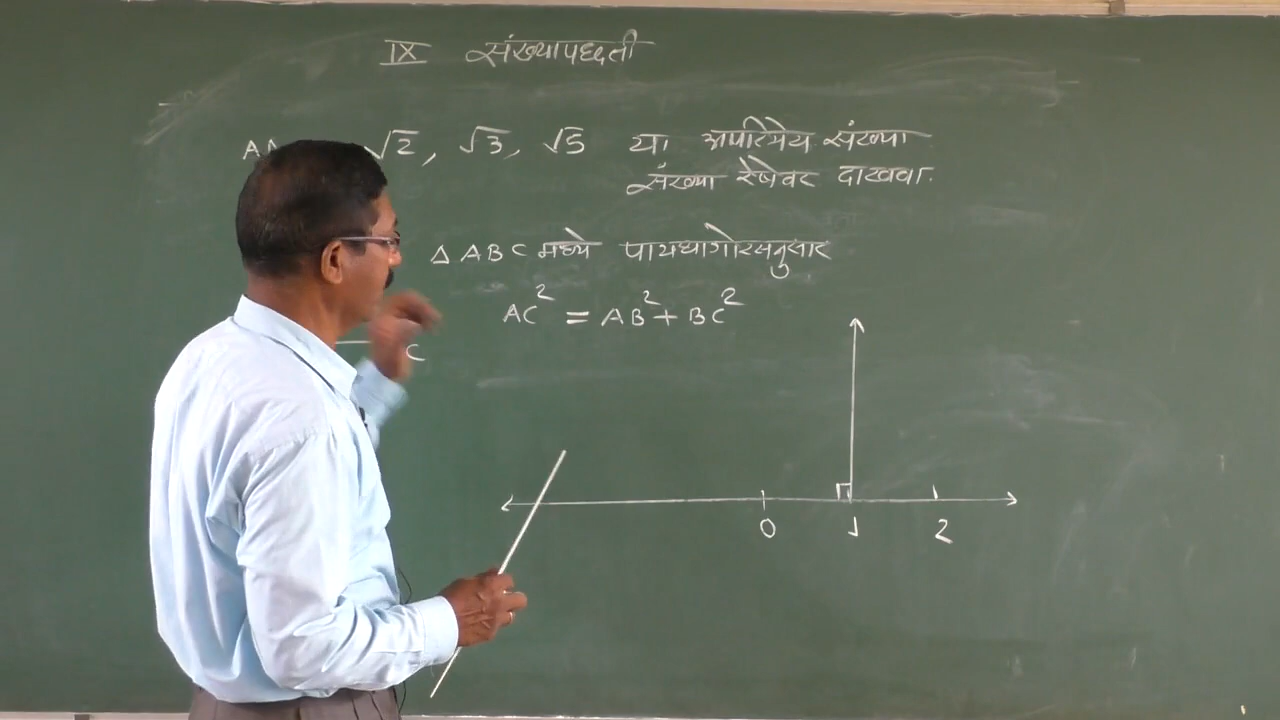 IX संख्यापद्धती
√2, √3, √5 या अपरिमेय संख्या
संख्या रेषेवर दाखवा.
Δ ABC मध्ये पायथागोरसनुसार
AC² = AB² + BC²
C
0 1 2